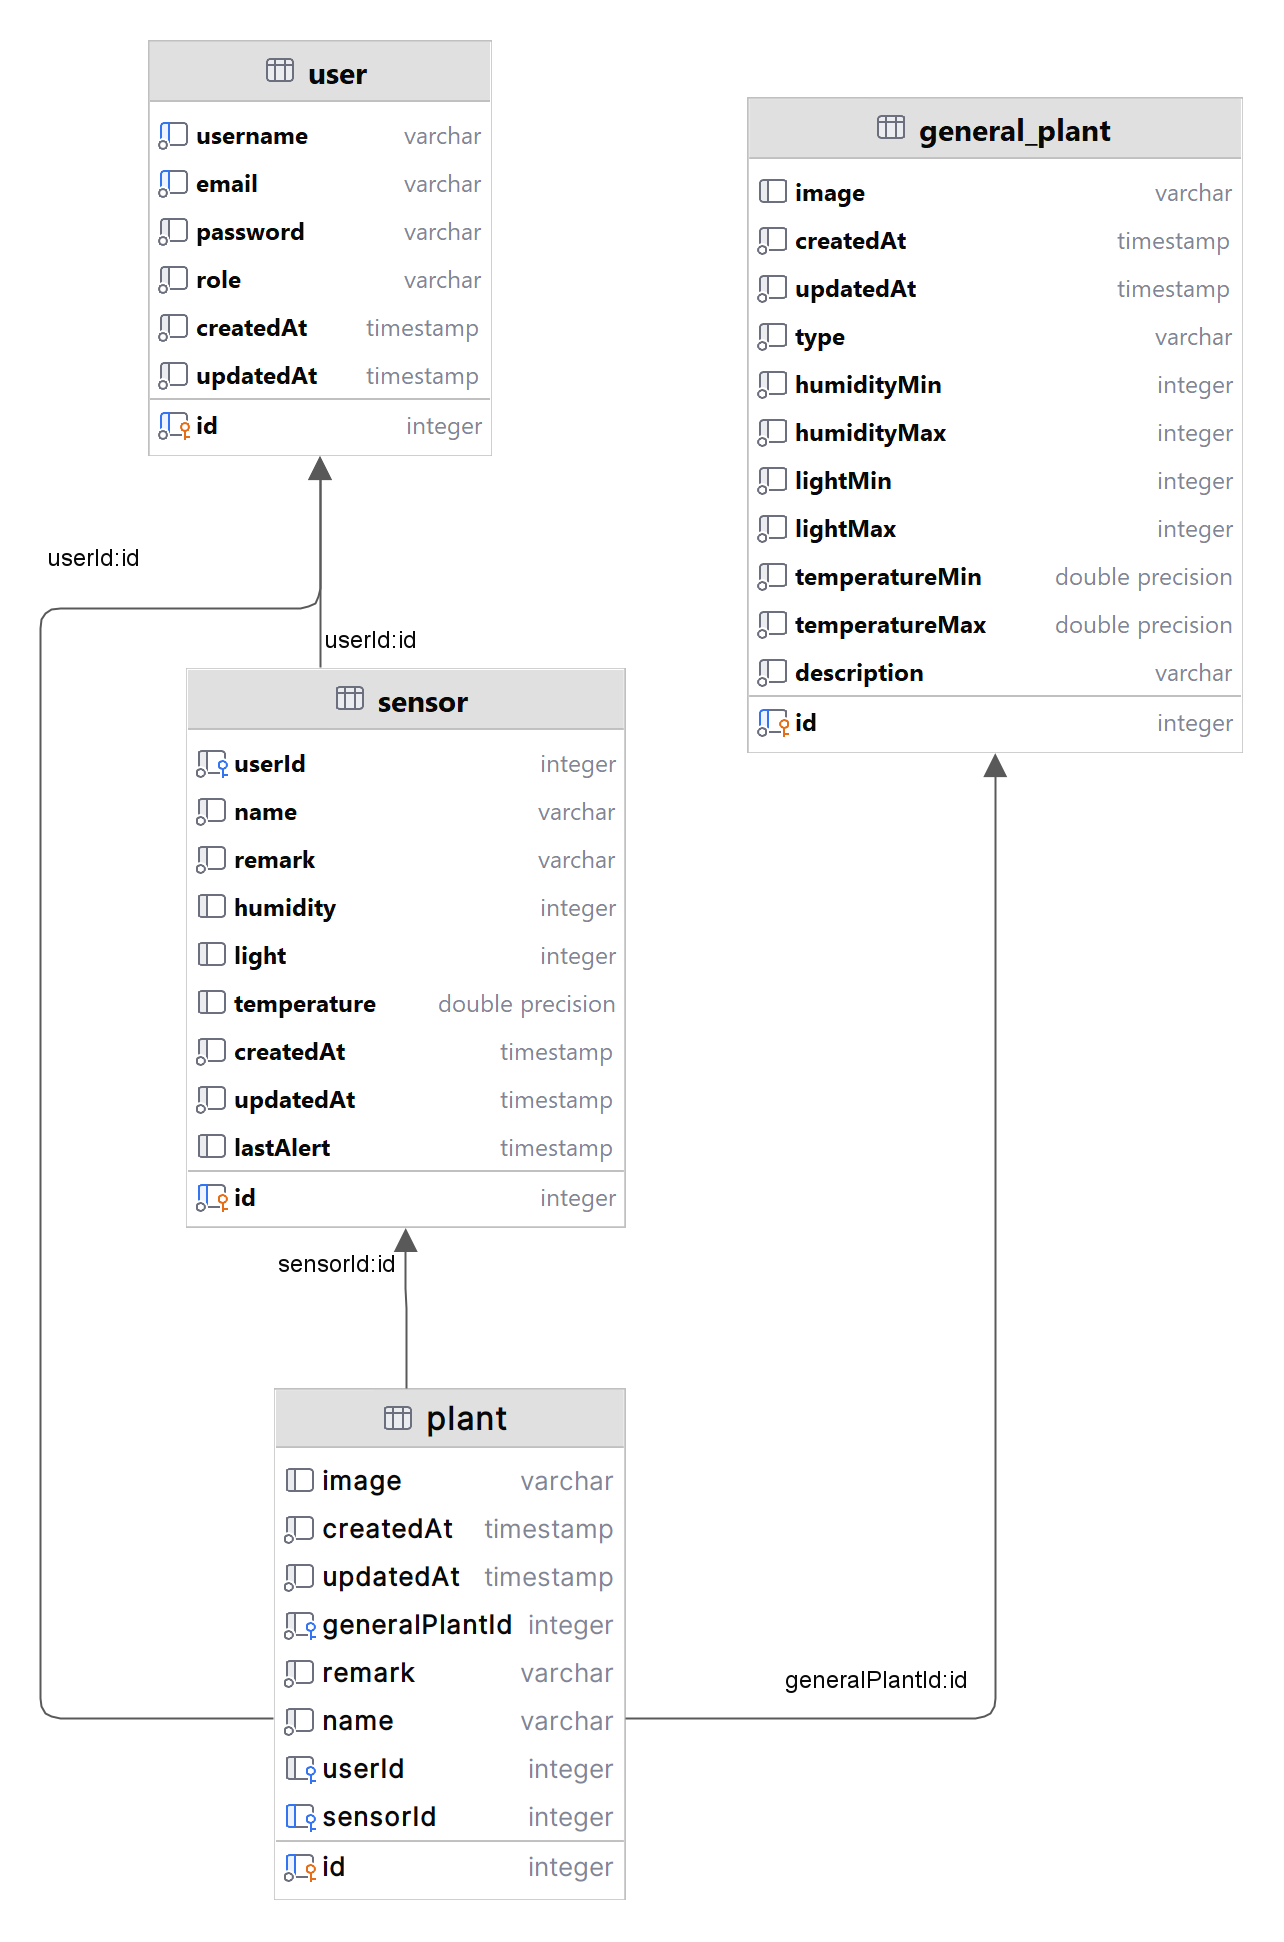 user
username varchar
email varchar
password varchar
role varchar
createdAt timestamp
updatedAt timestamp
id integer
general_plant
image varchar
createdAt timestamp
updatedAt timestamp
type varchar
humidityMin integer
humidityMax integer
lightMin integer
lightMax integer
temperatureMin double precision
temperatureMax double precision
description varchar
id integer
userId:id
userId:id
sensor
userId integer
name varchar
remark varchar
humidity integer
light integer
temperature double precision
createdAt timestamp
updatedAt timestamp
lastAlert timestamp
id integer
sensorId:id
plant
image varchar
createdAt timestamp
updatedAt timestamp
generalPlantId integer
remark varchar
name varchar
userId integer
sensorId integer
id integer
generalPlantId:id